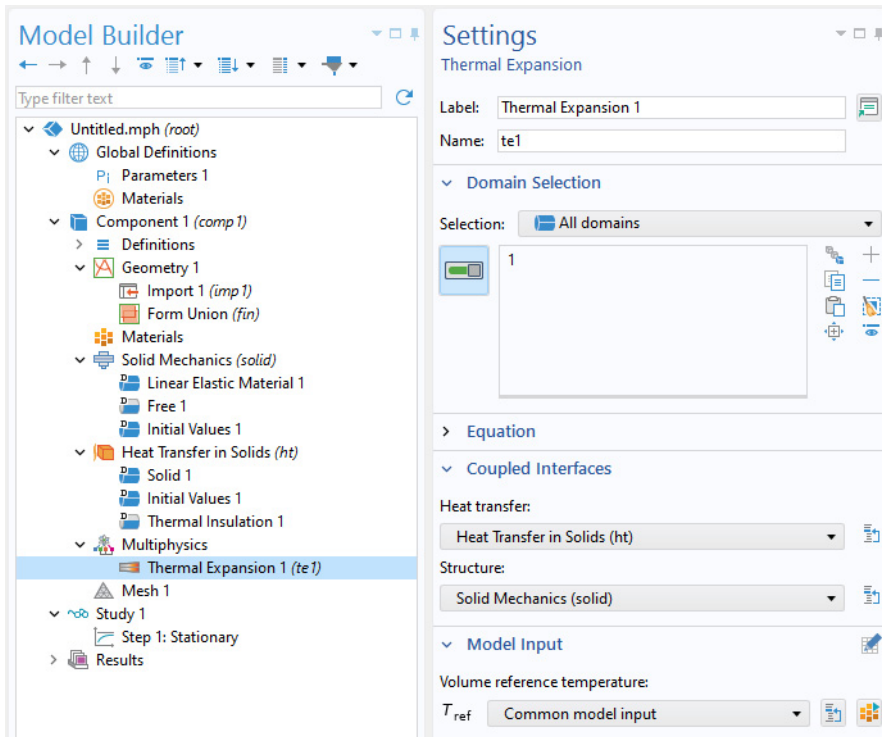 Model Builder
Type filter text
Untitled.mph (root)
Global Definitions
Pi Parameters 1
Materials
Component 1 (comp1)
Definitions
Geometry 1
Import 1 (imp1)
Form Union (fin)
Materials
Solid Mechanics (solid)
D Linear Elastic Material 1
D Free 1
D Initial Values 1
Heat Transfer in Solids (ht)
D Solid 1
D Initial Values 1
D Thermal Insulation 1
Multiphysics
Thermal Expansion 1 (te1)
Mesh 1
Study 1
Step 1: Stationary
Results
Settings
Thermal Expansion
Label: Thermal Expansion 1
Name: te1
Domain Selection
Selection: All domains
1
Equation
Coupled Interfaces
Heat transfer:
Heat Transfer in Solids (ht)
Structure:
Solid Mechanics (solid)
Model Input
Volume reference temperature:
Tref Common model input